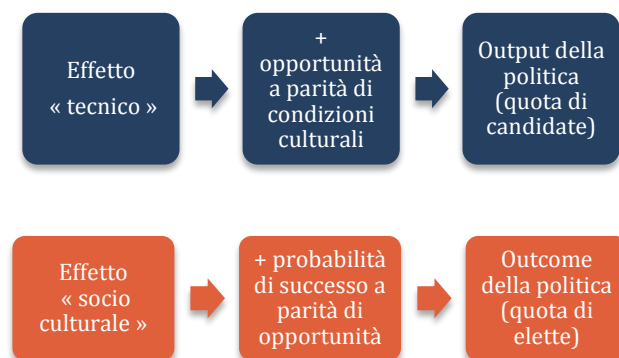 Effetto
« tecnico »
+
opportunità
a parità di
condizioni
culturali
Output della
politica
(quota di
candidate)
Effetto
« socio
culturale »
+ probabilità
di successo a
parità di
opportunità
Outcome
della politica
(quota di
elette)